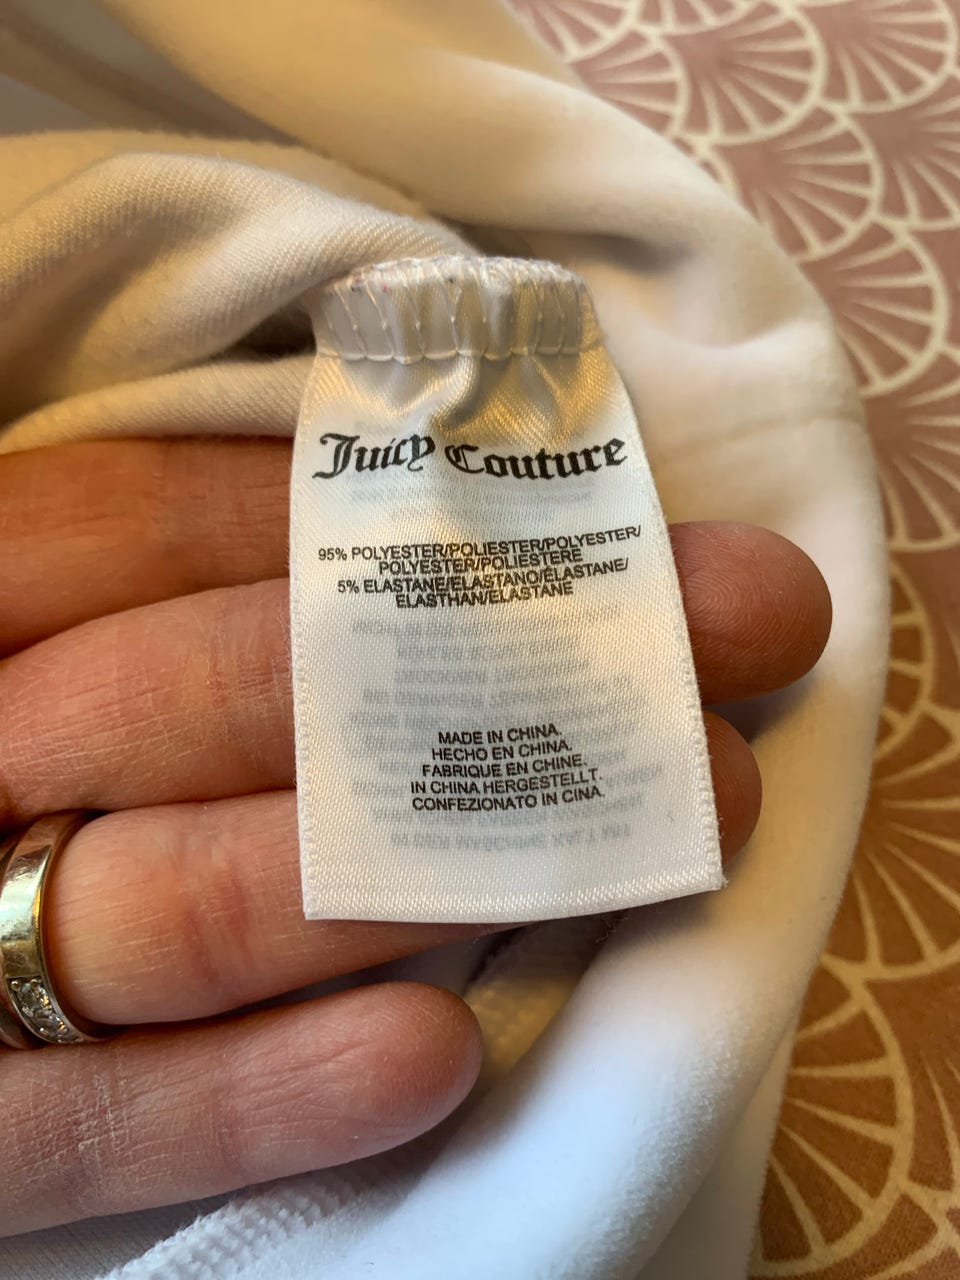 Juicy Couture
95% POLYESTER/POLIESTER/POLYESTER/
POLYESTER/POLIESTERE
5% ELASTANE/ELASTANO/ÉLASTANE/
ELASTHAN/ELASTANE
MADE IN CHINA.
HECHO EN CHINA.
FABRIQUE EN CHINE.
IN CHINA HERGESTELLT.
CONFEZIONATO IN CINA.